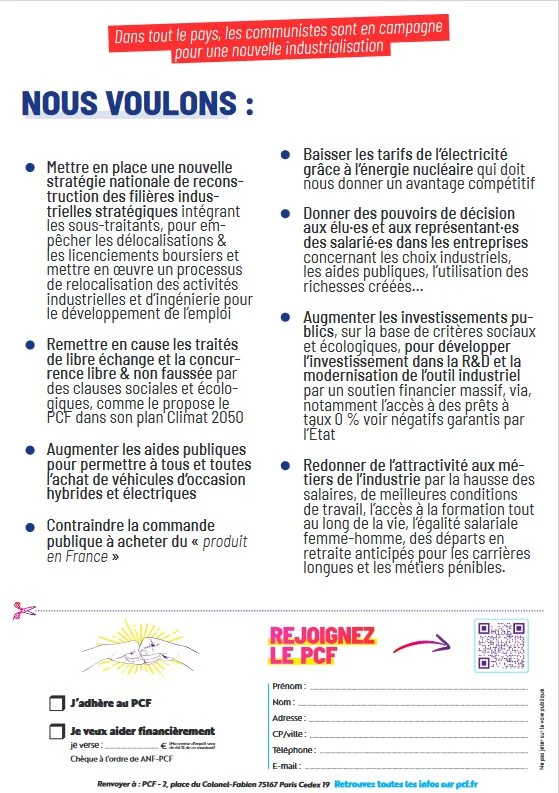 Dans tout le pays, les communistes sont en campagne
pour une nouvelle industrialisation
NOUS VOULONS :
Mettre en place une nouvelle
stratégie nationale de recons-
truction des filières indus-
trielles stratégiques intégrant
les sous-traitants, pour em-
pêcher les délocalisations &
les licenciements boursiers et
mettre en œuvre un processus
de relocalisation des activités
industrielles et d’ingénierie pour
le développement de l’emploi
Remettre en cause les traités
de libre échange et la concur-
rence libre & non faussée par
des clauses sociales et écolo-
giques, comme le propose le
PCF dans son plan Climat 2050
Augmenter les aides publiques
pour permettre à tous et toutes
l’achat de véhicules d’occasion
hybrides et électriques
Contraindre la commande
publique à acheter du « produit
en France »
Baisser les tarifs de l’électricité
grâce à l’énergie nucléaire qui doit
nous donner un avantage compétitif
Donner des pouvoirs de décision
aux élu·es et aux représentant·es
des salarié·es dans les entreprises
concernant les choix industriels,
les aides publiques, l’utilisation des
richesses créées...
Augmenter les investissements pu-
blics, sur la base de critères sociaux
et écologiques, pour développer
l’investissement dans la R&D et la
modernisation de l’outil industriel
par un soutien financier massif, via,
notamment l’accès à des prêts à
taux 0 % voir négatifs garantis par
l’Etat
Redonner de l’attractivité aux mé-
tiers de l’industrie par la hausse des
salaires, de meilleures conditions
de travail, l’accès à la formation tout
au long de la vie, l’égalité salariale
femme-homme, des départs en
retraite anticipés pour les carrières
longues et les métiers pénibles.
REJOIGNEZ
LE PCF
J’adhère au PCF
Je veux aider financièrement
je verse : ................ €
Chèque à l’ordre de ANF-PCF
Prénom :
Nom :
Adresse :
CP/ville :
Téléphone :
E-mail :
Ne pas jeter sur la voie publique
Renvoyer à : PCF - 2, place du Colonel-Fabien 75167 Paris Cedex 19 Retrouvez toutes les infos sur pcf.fr